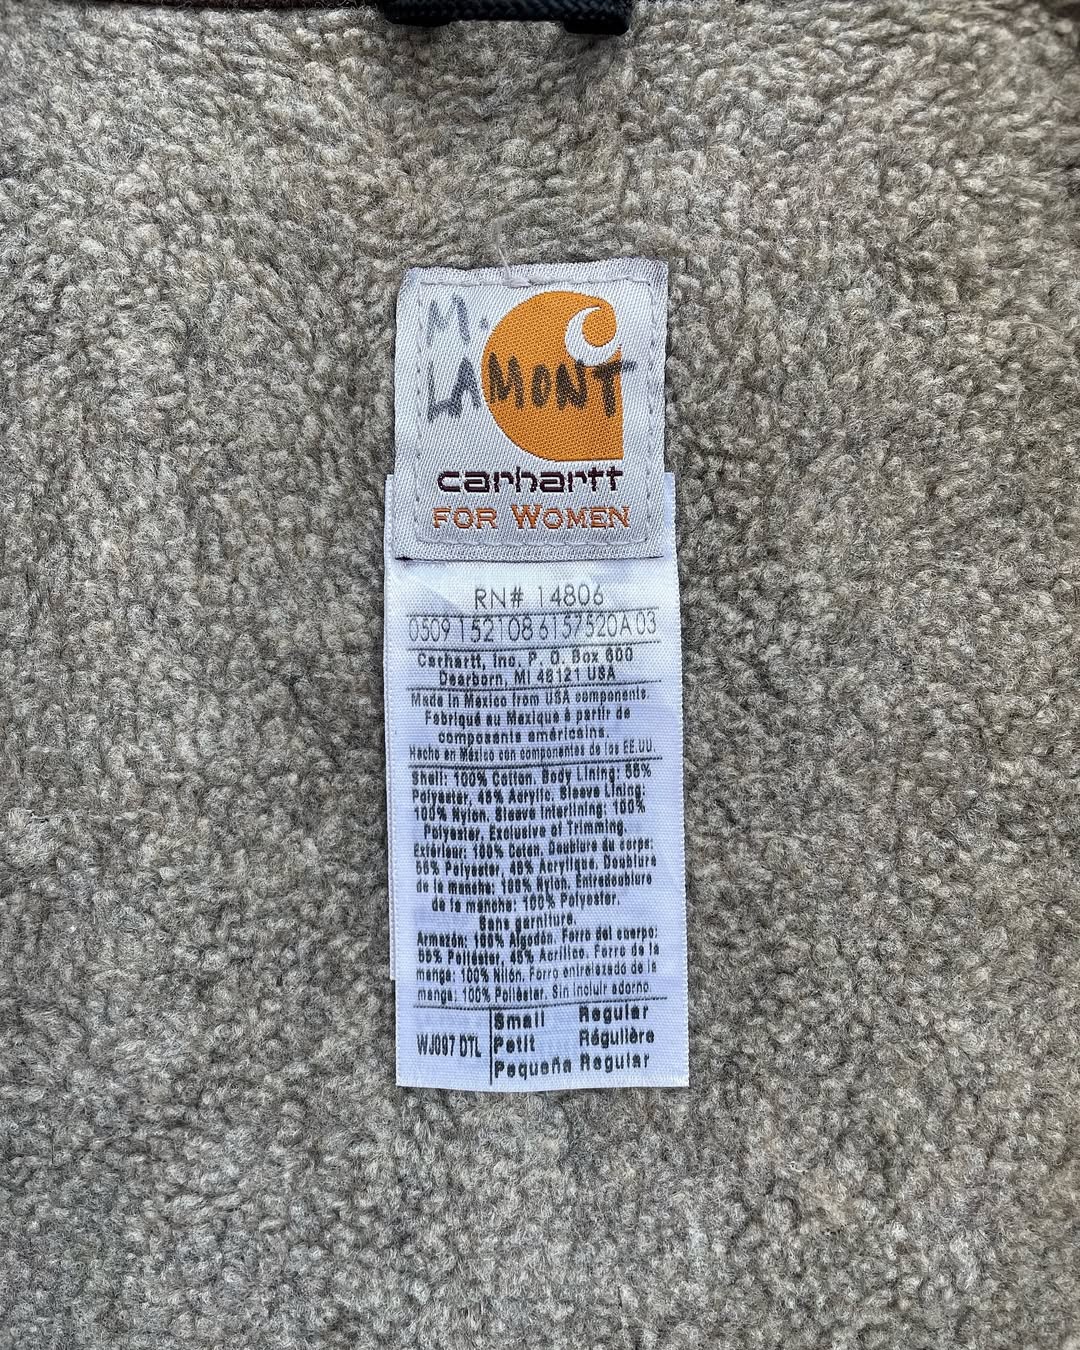 M.
LAMONT
carhartt
FOR WOMEN
RN# 14806
0509 152108 6157520A 03
Carhartt, Inc, P. O. Box 600
Dearborn, MI 48121 USA
Made in Mexico from USA components.
Fabriqué au Mexique à partir de
composants américains.
Hecho en México con componentes de los EE.UU.
Shell: 100% Cotton. Body Lining: 55%
Polyester, 45% Acrylic. Sleeve Lining:
100% Nylon. Sleeve Interlining: 100%
Polyester, Exclusive of Trimming.
Extérieur: 100% Coton. Doublure du corps:
55% Polyester, 45% Acrylique. Doublure
de la manche: 100% Nylon. Entredoublure
de la manche: 100% Polyester.
Sans garniture.
Armazón: 100% Algodón. Forro del cuerpo:
55% Poliéster, 45% Acrílico. Forro de la
manga: 100% Nilón. Forro entrelazado de la
manga: 100% Poliéster. Sin incluir adorno.
WJ097 DTL
Small Regular
Petit Régulière
Pequeña Regular